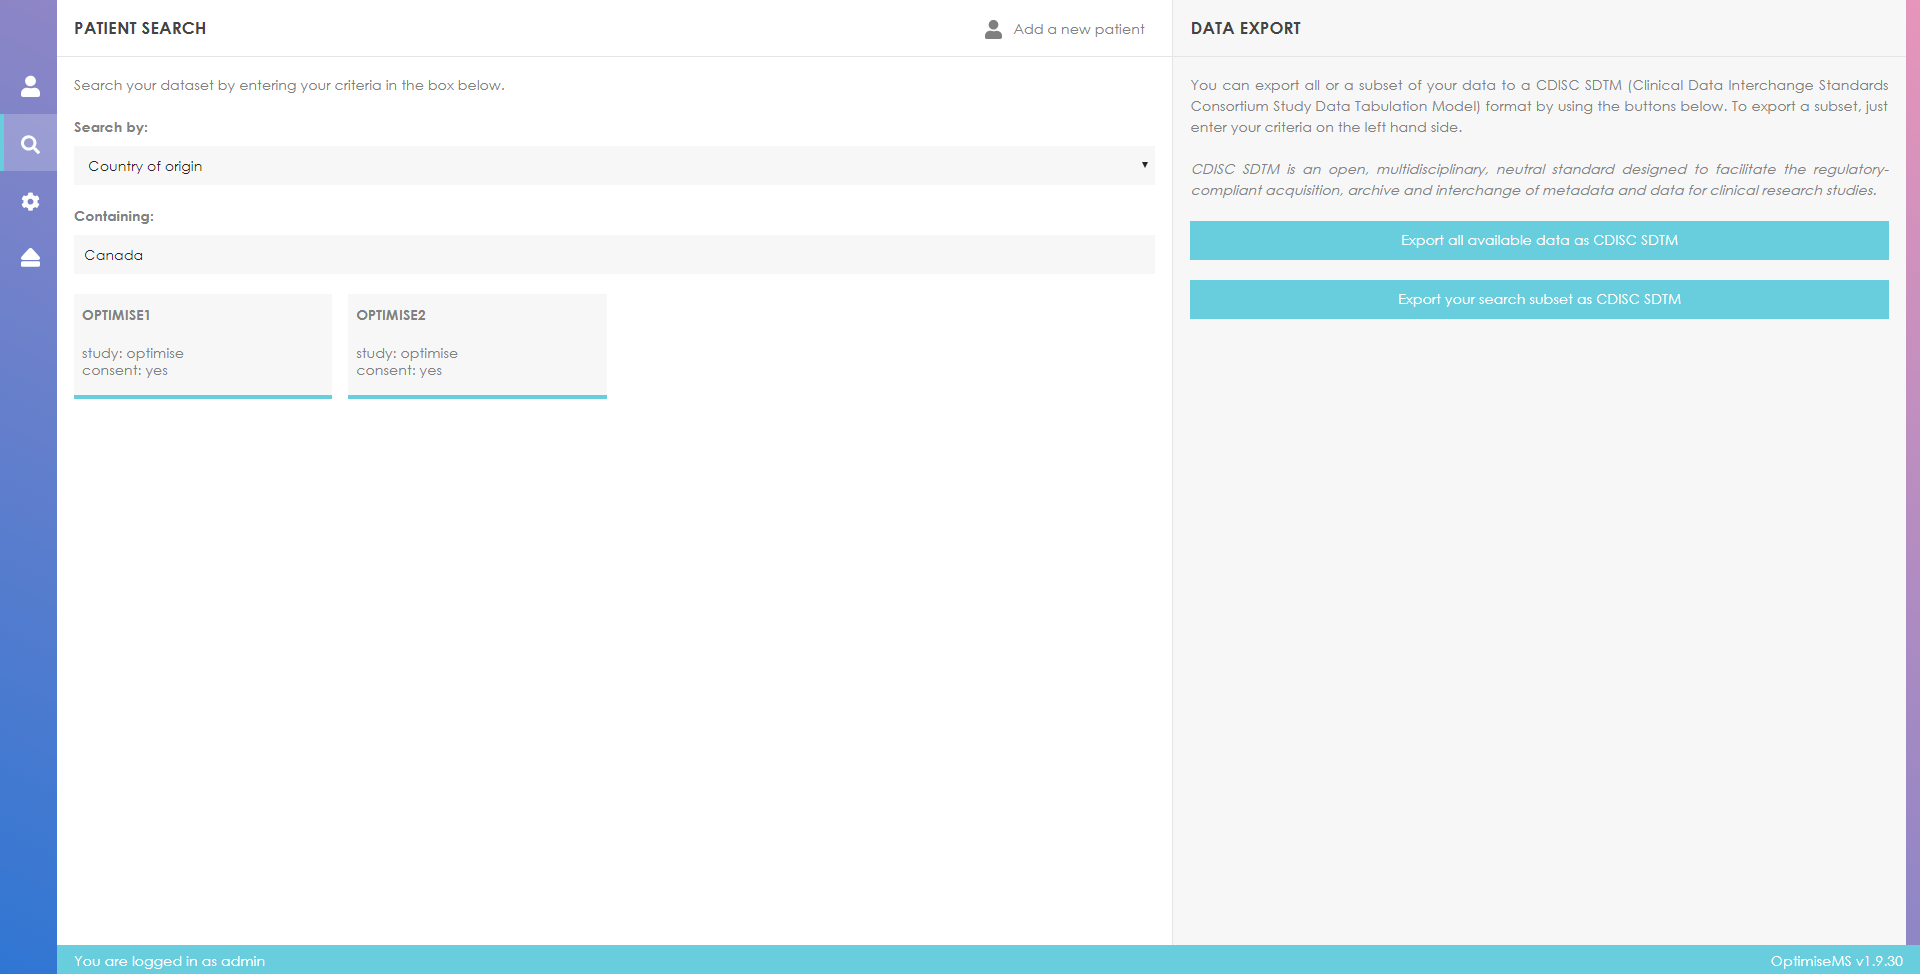 PATIENT SEARCH
Add a new patient
Search your dataset by entering your criteria in the box below.
Search by:
Country of origin
Containing:
Canada
OPTIMISE1
study: optimise
consent: yes
OPTIMISE2
study: optimise
consent: yes
DATA EXPORT
You can export all or a subset of your data to a CDISC SDTM (Clinical Data Interchange Standards
Consortium Study Data Tabulation Model) format by using the buttons below. To export a subset, just
enter your criteria on the left hand side.
CDISC SDTM is an open, multidisciplinary, neutral standard designed to facilitate the regulatory-
compliant acquisition, archive and interchange of metadata and data for clinical research studies.
Export all available data as CDISC SDTM
Export your search subset as CDISC SDTM
You are logged in as admin
OptimiseMS v1.9.30